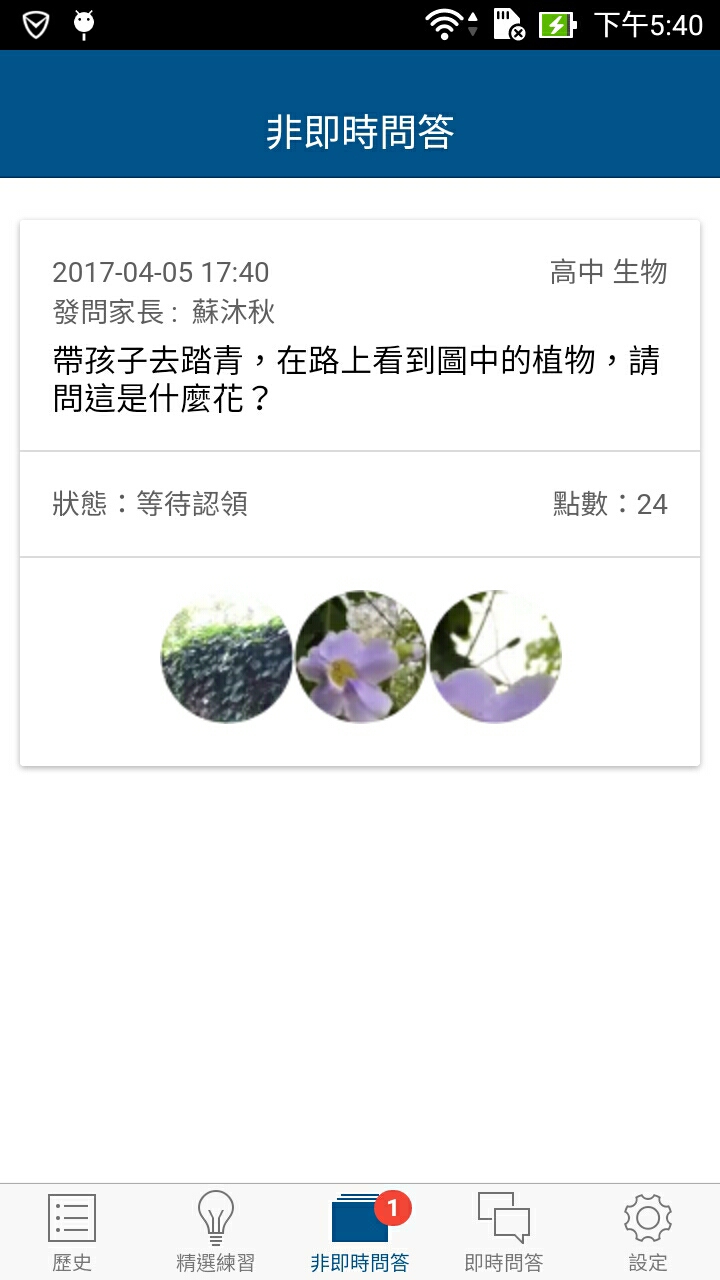 下午5:40
非即時問答
2017-04-05 17:40 高中 生物
發問家長： 蘇沐秋
帶孩子去踏青，在路上看到圖中的植物，請
問這是什麼花？
狀態：等待認領 點數：24
1
歷史 精選練習 非即時問答 即時問答 設定